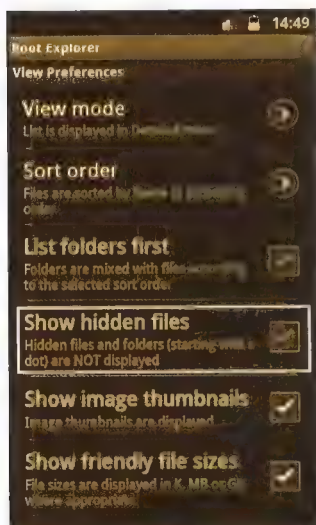 14:49
Root Explorer
View Preferences
View mode
List is displayed in
Sort order
Files are sorted by
List folders first
Folders are mixed with files
to the selected sort order
Show hidden files
Hidden files and folders (starting with a
dot) are NOT displayed
Show image thumbnails
Image thumbnails are displayed
Show friendly file sizes
File sizes are displayed in K, MB or GB
where appropriate